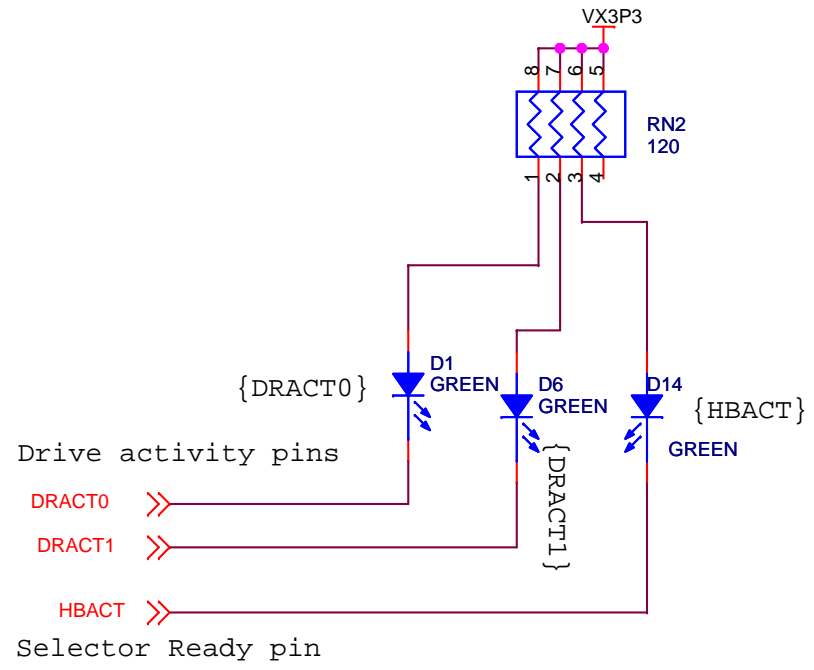 VX3P3
8 7 6 5
RN2
120
1 2 3 4
D1
GREEN
{DRACT0}
D6
GREEN
D14
{HBACT}
GREEN
{DRACT1}
Drive activity pins
DRACT0
DRACT1
HBACT
Selector Ready pin